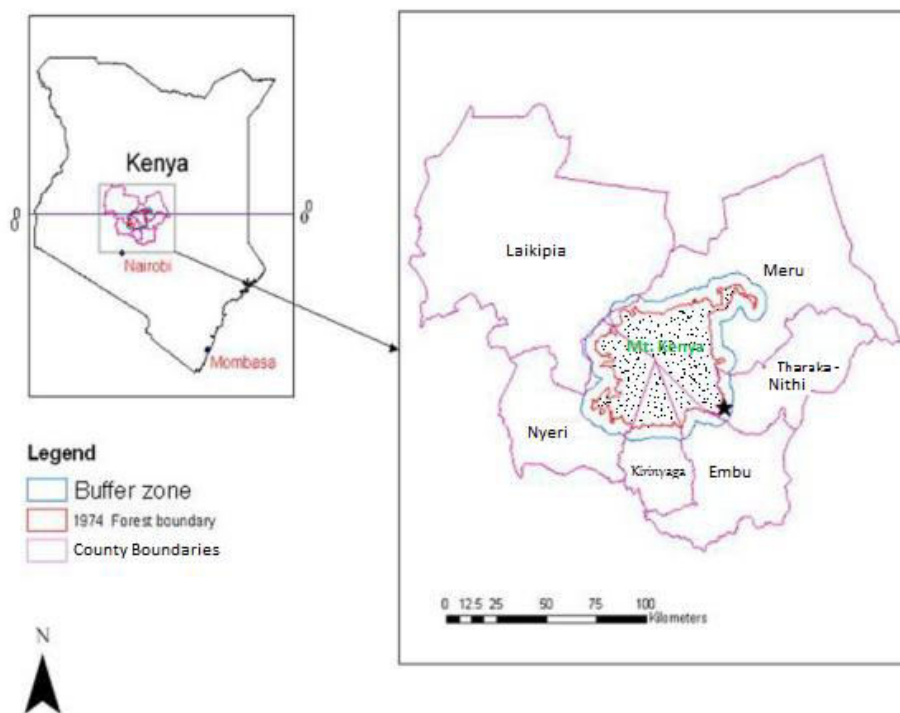 Kenya
0
0
Nairobi
Mombasa
Legend
Buffer zone
1974 Forest boundary
County Boundaries
N
Laikipia
Meru
Mt. Kenya
Tharaka-
Nithi
Nyeri
Kirinyaga
Embu
0 12.5 25 50 75 100
Kilometers